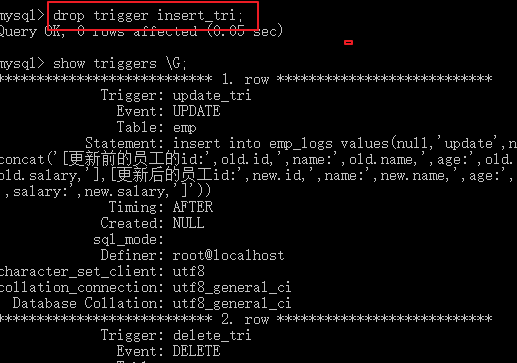 mysql> drop trigger insert_tri;
Query OK, 0 rows affected (0.05 sec)
mysql> show triggers \G;
*************************** 1. row ***************************
Trigger: update_tri
Event: UPDATE
Table: emp
Statement: insert into emp_logs values(null,'update',n
concat('[更新前的员工的id:',old.id,',name:',old.name,',age:',old.
old.salary,'],[更新后的员工id:',new.id,',name:',new.name,',age:',
,salary:',new.salary,']'))
Timing: AFTER
Created: NULL
sql_mode:
Definer: root@localhost
character_set_client: utf8
collation_connection: utf8_general_ci
Database Collation: utf8_general_ci
*************************** 2. row ***************************
Trigger: delete_tri
Event: DELETE